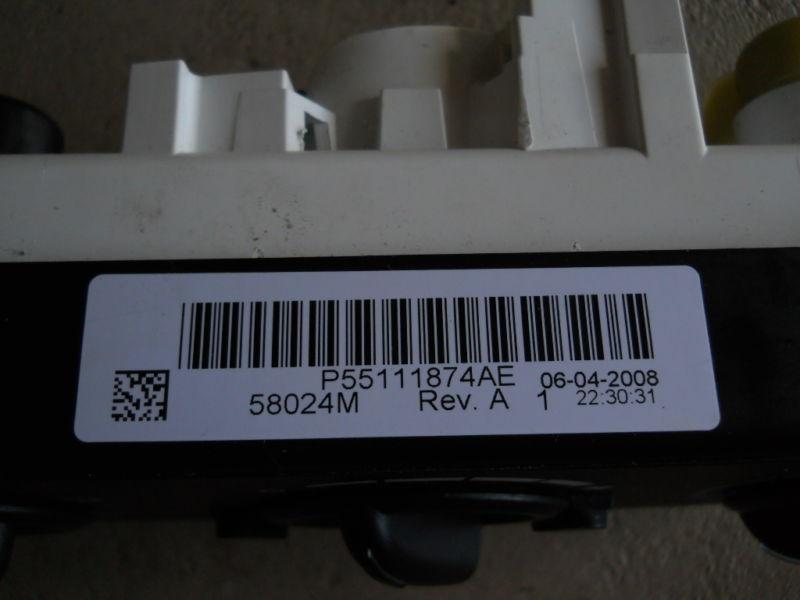 P55111874AE 06-04-2008
58024M Rev. A 1 22:30:31